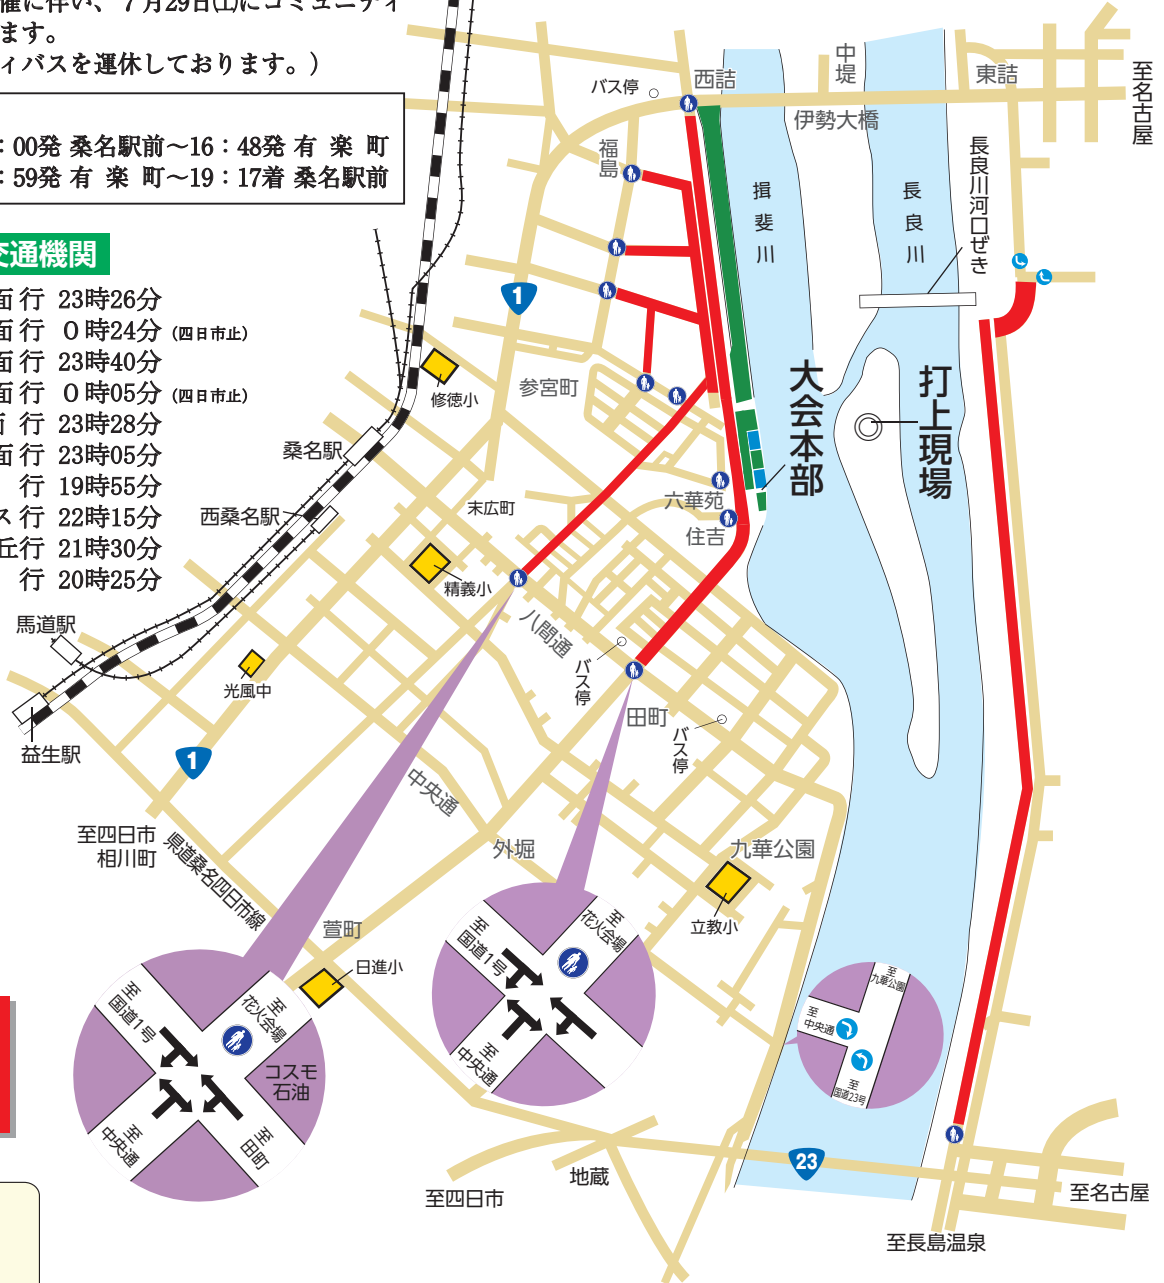 催に伴い、7月29日(土)にコミュニティ
ます。
ィバスを運休しております。)
:00発 桑名駅前~16:48発 有 楽 町
:59発 有 楽 町~19:17着 桑名駅前
交通機関
面 行 23時26分
面 行 0時24分 (四日市止)
面 行 23時40分
面 行 0時05分 (四日市止)
行 23時28分
面 行 23時05分
行 19時55分
ス 行 22時15分
丘行 21時30分
行 20時25分
バス停
西詰
中堤
東詰
至名古屋
伊勢大橋
福島
揖斐川
長良川
長良川河口ぜき
1
参宮町
修徳小
桑名駅
西桑名駅
末広町
精義小
馬道駅
益生駅
光風中
1
大会本部
打上現場
六華苑
住吉
八間通
バス停
田町
バス停
中央通
外堀
九華公園
立教小
至四日市
相川町
県道桑名四日市線
萱町
日進小
至
国道1号
至
花火会場
コスモ
石油
至
中央通
至
田町
至
国道1号
至
花火会場
至
中央通
至
九華公園
至
中央通
至
国道23号
23
地蔵
至四日市
至名古屋
至長島温泉